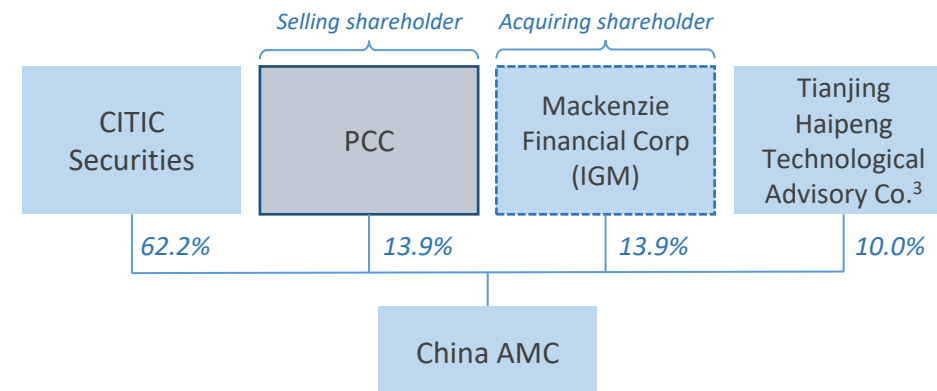 Selling shareholder
Acquiring shareholder
CITIC
Securities
PCC
Mackenzie
Financial Corp
(IGM)
Tianjing
Haipeng
Technological
Advisory Co.³
62.2%
13.9%
13.9%
10.0%
China AMC